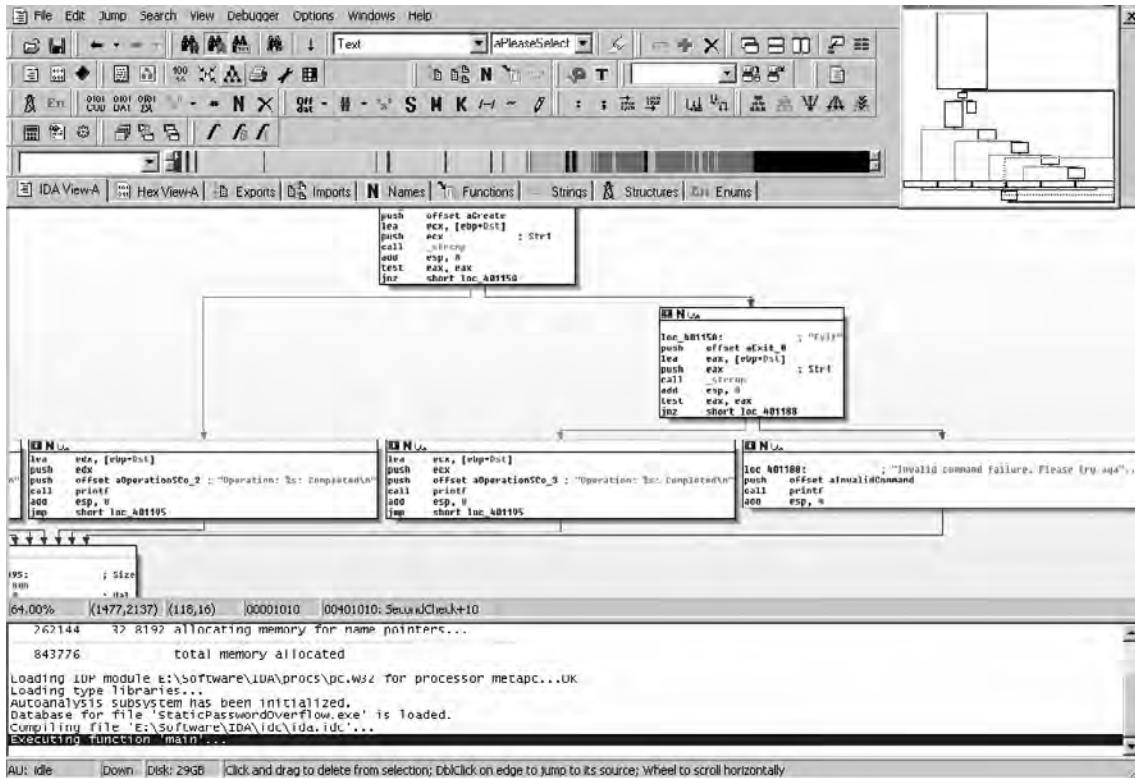 File Edit Jump Search View Debugger Options Windows Help
Text aPleaseSelect
En N S M K
IDA View-A Hex View-A Exports Imports N Names Functions Strings Structures Enums
push offset aCreate
lea ecx, [ebp+Dst]
push ecx ; Str1
call _strcmp
add esp, 8
test eax, eax
jnz short loc_401150
loc_401150: ; "Exit"
push offset aExit_0
lea eax, [ebp+Dst]
push eax ; Str1
call _strcmp
add esp, 8
test eax, eax
jnz short loc_401188
lea edx, [ebp+Dst]
push edx
push offset aOperationSCo_2 ; "Operation: %s: Completed\n"
call printf
add esp, 8
jmp short loc_401195
lea ecx, [ebp+Dst]
push ecx
push offset aOperationSCo_3 ; "Operation: %s: Completed\n"
call printf
add esp, 8
jmp short loc_401195
loc_401188: ; "Invalid command failure. Please try aga"...
push offset aInvalidCommand
call printf
add esp, 4
195: ; Size
; Val
64.00% (1477,2137) (118,16) 00001010 00401010: SecondCheck+10
262144 32 8192 allocating memory for name pointers...
843776 total memory allocated
Loading IDP module E:\Software\IDA\procs\pc.w32 for processor metapc...OK
Loading type libraries...
Autoanalysis subsystem has been initialized.
Database for file 'StaticPasswordOverflow.exe' is loaded.
Compiling file 'E:\Software\IDA\idc\ida.idc'...
Executing function 'main'...
AU: idle Down Disk: 29GB Click and drag to delete from selection; DblClick on edge to jump to its source; Wheel to scroll horizontally